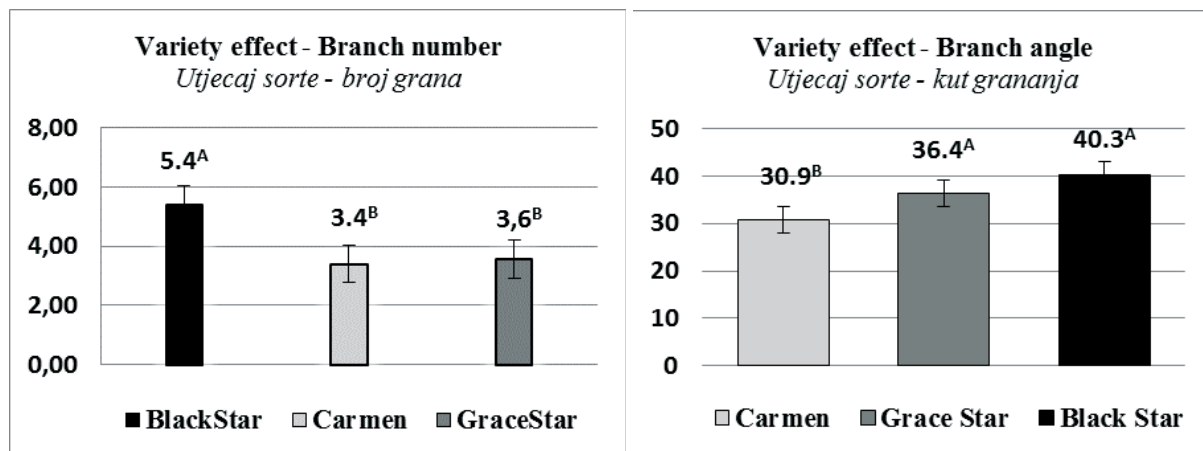 Variety effect - Branch number
Utjecaj sorte - broj grana
8,00
6,00
4,00
2,00
0,00
5.4ᴬ
3.4ᴮ
3,6ᴮ
BlackStar Carmen GraceStar
Variety effect - Branch angle
Utjecaj sorte - kut grananja
50
40
30
20
10
0
30.9ᴮ
36.4ᴬ
40.3ᴬ
Carmen Grace Star Black Star